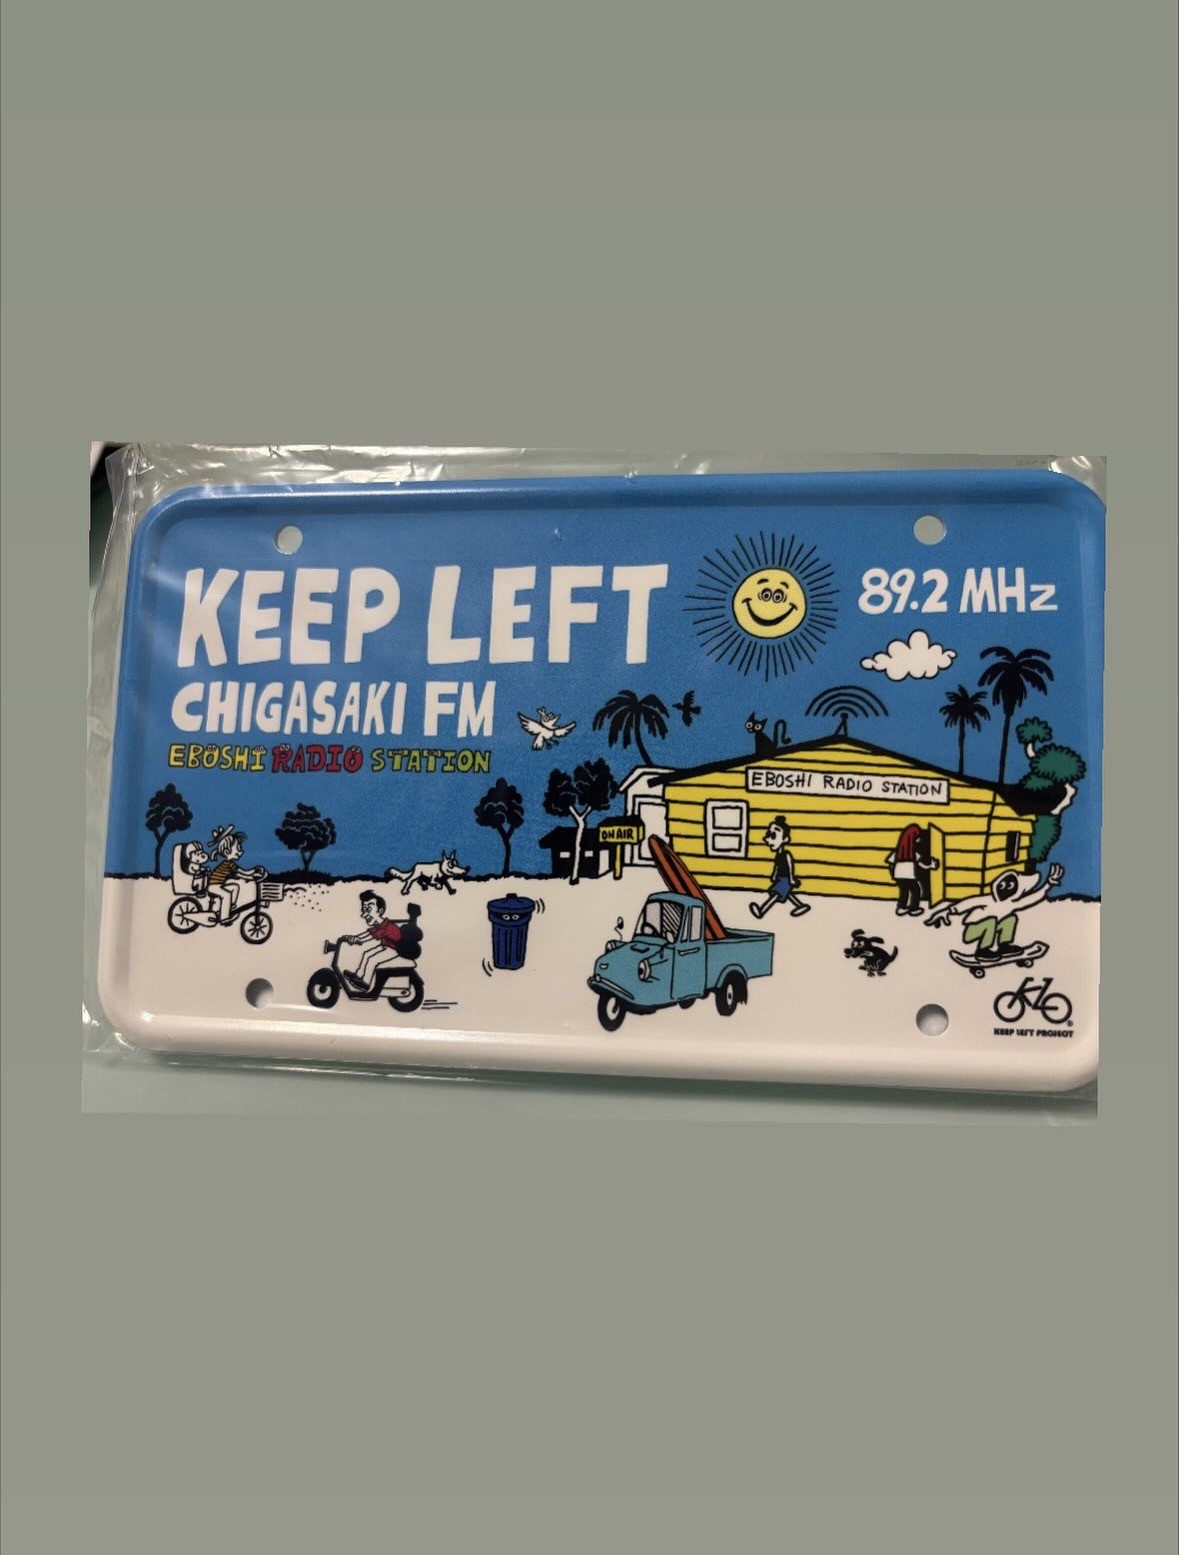 KEEP LEFT
89.2 MHz
CHIGASAKI FM
EBOSHI RADIO STATION
EBOSHI RADIO STATION
ON AIR
KEEP LEFT PROJECT